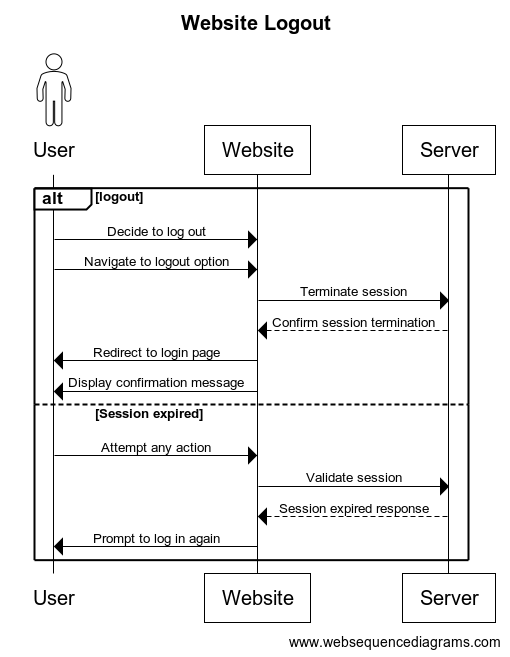 Website Logout
User
Website
Server
alt
[logout]
Decide to log out
Navigate to logout option
Terminate session
Confirm session termination
Redirect to login page
Display confirmation message
[Session expired]
Attempt any action
Validate session
Session expired response
Prompt to log in again
User
Website
Server
www.websequencediagrams.com